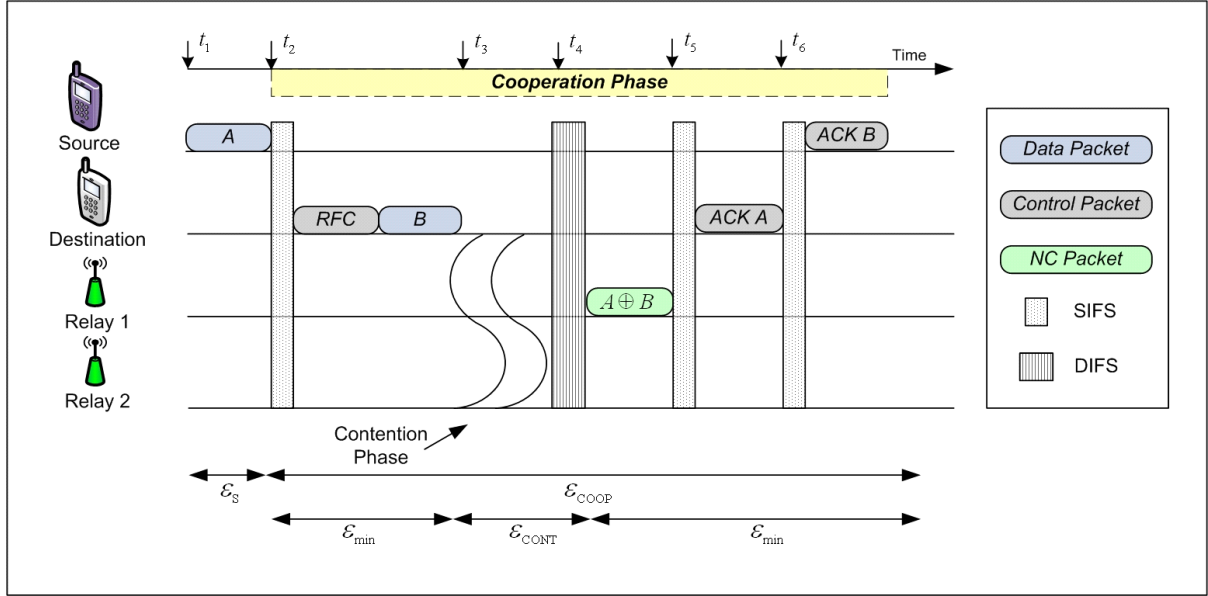 t1 t2 t3 t4 t5 t6 Time
Cooperation Phase
Source
A
ACK B
Destination
RFC
B
ACK A
Relay 1
A ⊕ B
Relay 2
Contention
Phase
Data Packet
Control Packet
NC Packet
SIFS
DIFS
εS
εCOOP
εmin
εCONT
εmin